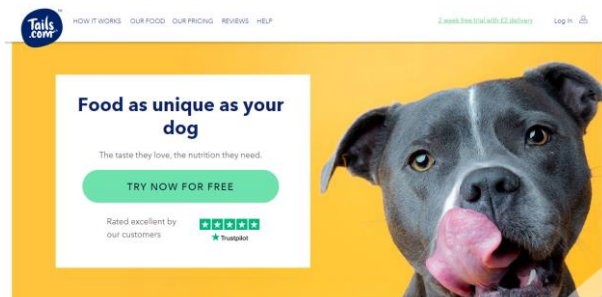 Tails
.com
HOW IT WORKS OUR FOOD OUR PRICING REVIEWS HELP
2 week free trial with £2 delivery
Log In
Food as unique as your
dog
The taste they love, the nutrition they need.
TRY NOW FOR FREE
Rated excellent by
our customers
Trustpilot